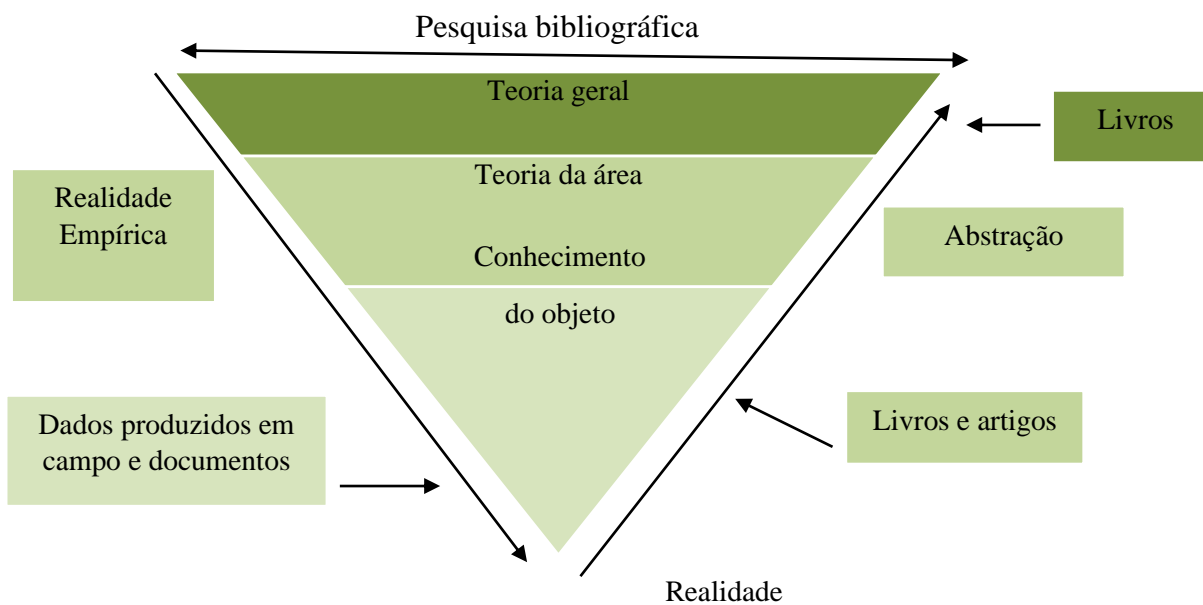 Pesquisa bibliográfica
Teoria geral
Livros
Teoria da área
Realidade
Empírica
Abstração
Conhecimento
do objeto
Dados produzidos em
campo e documentos
Livros e artigos
Realidade